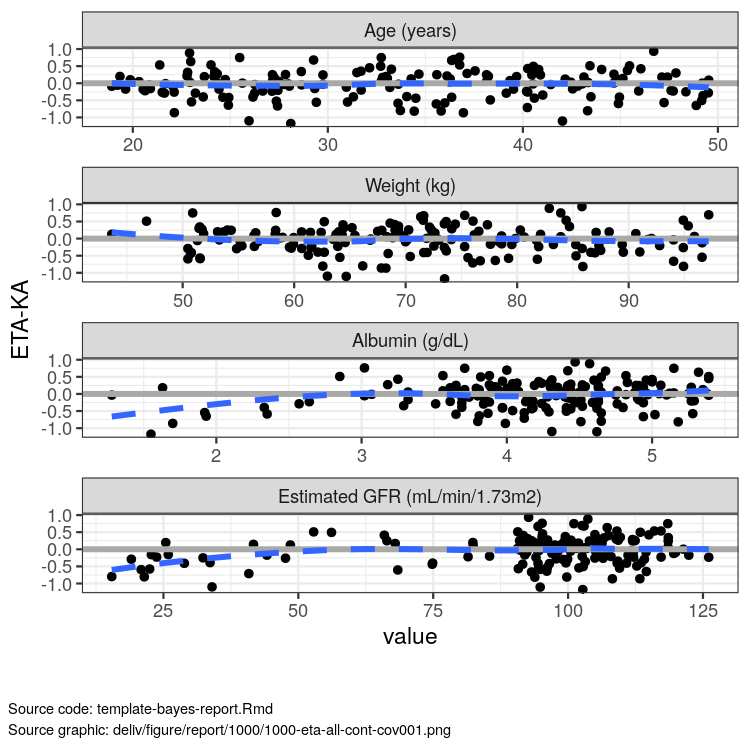 Age (years)
1.0
0.5
0.0
-0.5
-1.0
20 30 40 50
Weight (kg)
1.0
0.5
0.0
-0.5
-1.0
50 60 70 80 90
ETA-KA
Albumin (g/dL)
1.0
0.5
0.0
-0.5
-1.0
2 3 4 5
Estimated GFR (mL/min/1.73m2)
1.0
0.5
0.0
-0.5
-1.0
25 50 75 100 125
value
Source code: template-bayes-report.Rmd
Source graphic: deliv/figure/report/1000/1000-eta-all-cont-cov001.png